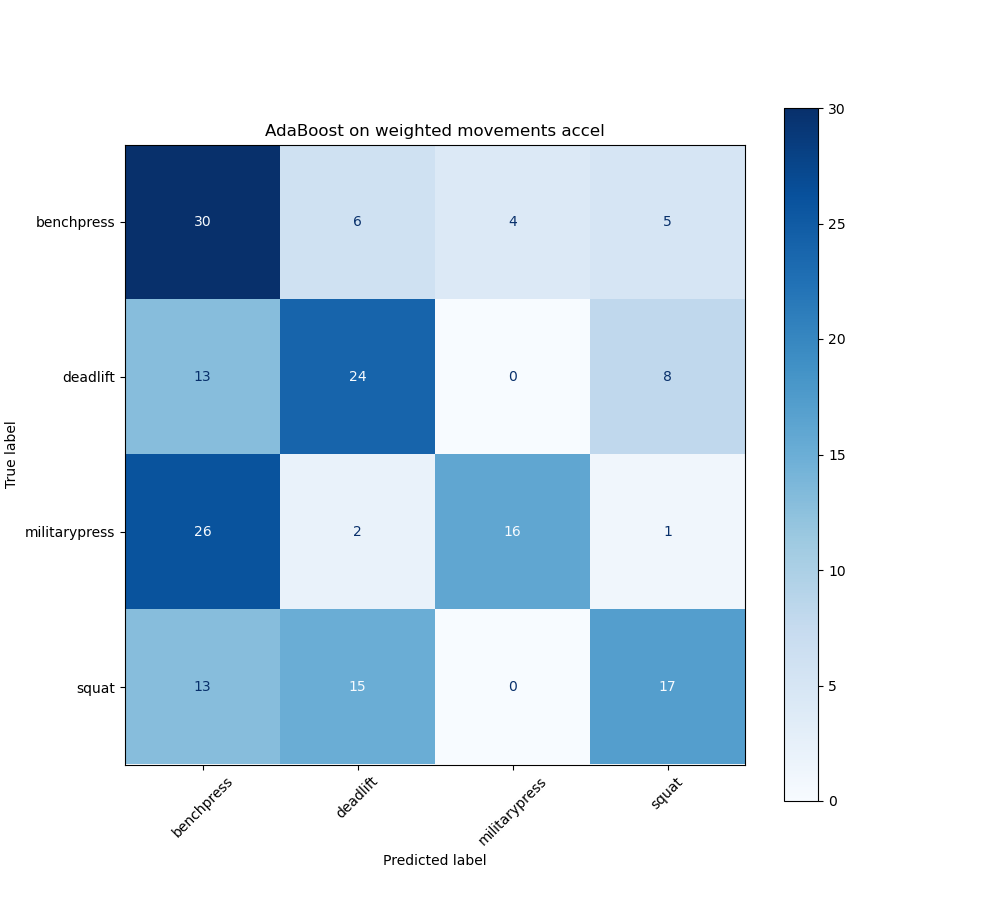 AdaBoost on weighted movements accel
benchpress 30 6 4 5
deadlift 13 24 0 8
militarypress 26 2 16 1
squat 13 15 0 17
benchpress deadlift militarypress squat
Predicted label
True label
30
25
20
15
10
5
0